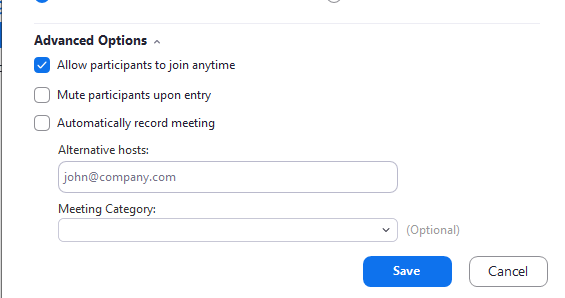 Advanced Options
Allow participants to join anytime
Mute participants upon entry
Automatically record meeting
Alternative hosts:
john@company.com
Meeting Category:
(Optional)
Save Cancel